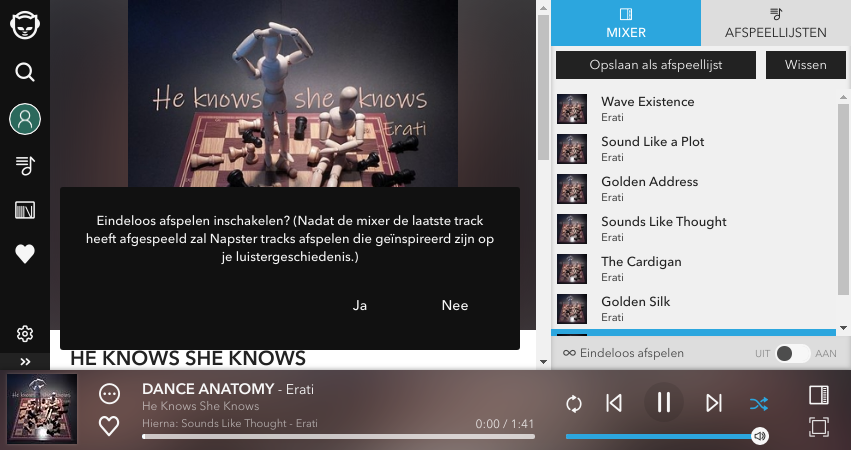 MIXER
AFSPEELLIJSTEN
Opslaan als afspeellijst
Wissen
He knows she knows
Erati
Wave Existence
Erati
Sound Like a Plot
Erati
Golden Address
Erati
Sounds Like Thought
Erati
The Cardigan
Erati
Golden Silk
Erati
Eindeloos afspelen inschakelen? (Nadat de mixer de laatste track
heeft afgespeeld zal Napster tracks afspelen die geïnspireerd zijn op
je luistergeschiedenis.)
Ja
Nee
HE KNOWS SHE KNOWS
Eindeloos afspelen
UIT
AAN
DANCE ANATOMY - Erati
He Knows She Knows
Hierna: Sounds Like Thought - Erati
0:00 / 1:41